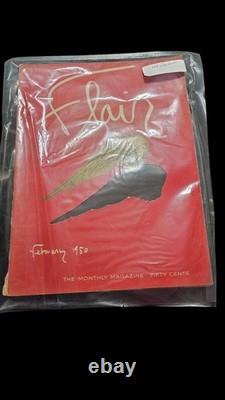 Flair
February 1950
THE MONTHLY MAGAZINE FIFTY CENTS
ebay